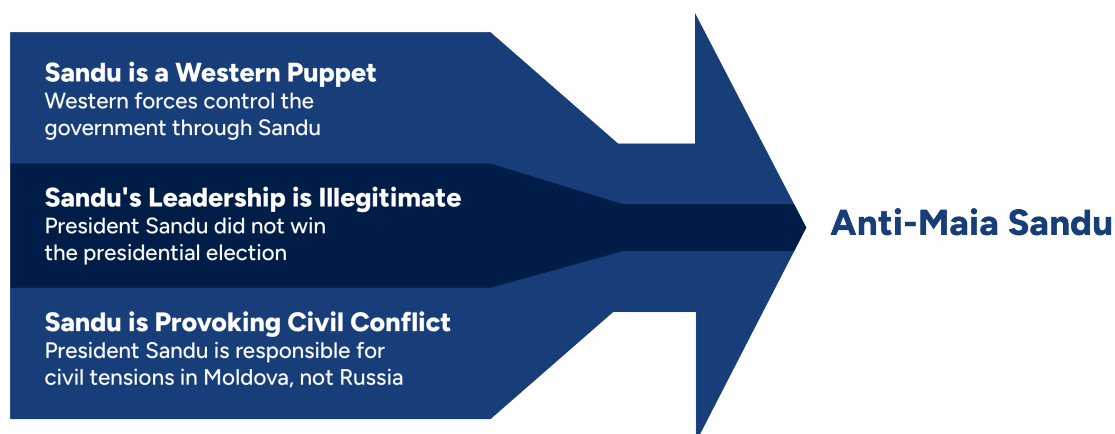 Sandu is a Western Puppet
Western forces control the
government through Sandu
Sandu's Leadership is Illegitimate
President Sandu did not win
the presidential election
Sandu is Provoking Civil Conflict
President Sandu is responsible for
civil tensions in Moldova, not Russia
Anti-Maia Sandu